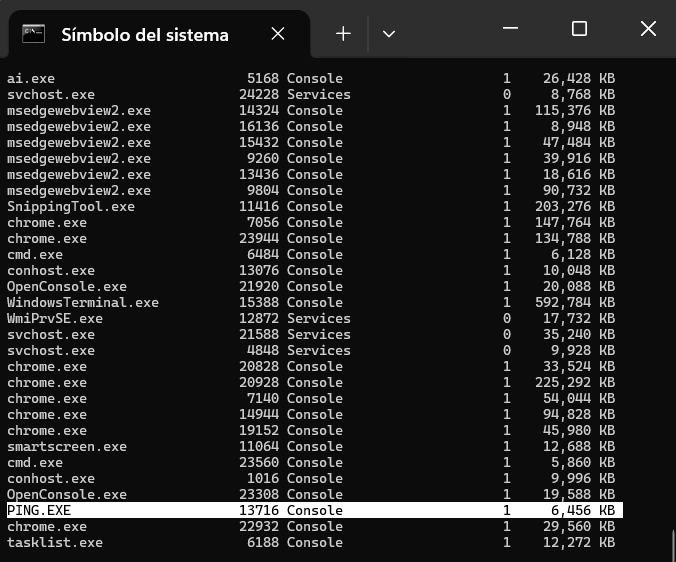 Símbolo del sistema
ai.exe 5168 Console 1 26,428 KB
svchost.exe 24228 Services 0 8,768 KB
msedgewebview2.exe 14324 Console 1 115,376 KB
msedgewebview2.exe 16136 Console 1 8,948 KB
msedgewebview2.exe 15432 Console 1 47,484 KB
msedgewebview2.exe 9260 Console 1 39,916 KB
msedgewebview2.exe 13436 Console 1 18,616 KB
msedgewebview2.exe 9804 Console 1 90,732 KB
SnippingTool.exe 11416 Console 1 203,276 KB
chrome.exe 7056 Console 1 147,764 KB
chrome.exe 23944 Console 1 134,788 KB
cmd.exe 6484 Console 1 6,128 KB
conhost.exe 13076 Console 1 10,048 KB
OpenConsole.exe 21920 Console 1 20,088 KB
WindowsTerminal.exe 15388 Console 1 592,784 KB
WmiPrvSE.exe 12872 Services 0 17,732 KB
svchost.exe 21588 Services 0 35,240 KB
svchost.exe 4848 Services 0 9,928 KB
chrome.exe 20828 Console 1 33,524 KB
chrome.exe 20928 Console 1 225,292 KB
chrome.exe 7140 Console 1 54,044 KB
chrome.exe 14944 Console 1 94,828 KB
chrome.exe 19152 Console 1 45,980 KB
smartscreen.exe 11064 Console 1 12,688 KB
cmd.exe 23560 Console 1 5,860 KB
conhost.exe 1016 Console 1 9,996 KB
OpenConsole.exe 23308 Console 1 19,588 KB
PING.EXE 13716 Console 1 6,456 KB
chrome.exe 22932 Console 1 29,560 KB
tasklist.exe 6188 Console 1 12,272 KB